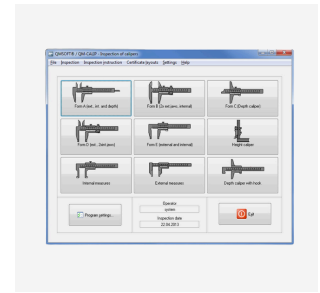 QMSOFT® / QM-CALIP - Inspection of calipers
File Inspection Inspection instruction Certificate layouts Settings Help
Form A (ext., int. and depth)
Form B (2x ext jaws, internal)
Form C (Depth caliper)
Form D (ext., 2xint jaws)
Form E (external and internal)
Height caliper
Internal measures
External measures
Depth caliper with hook
Program settings...
Operator
system
Inspection date
22.04.2013
Exit